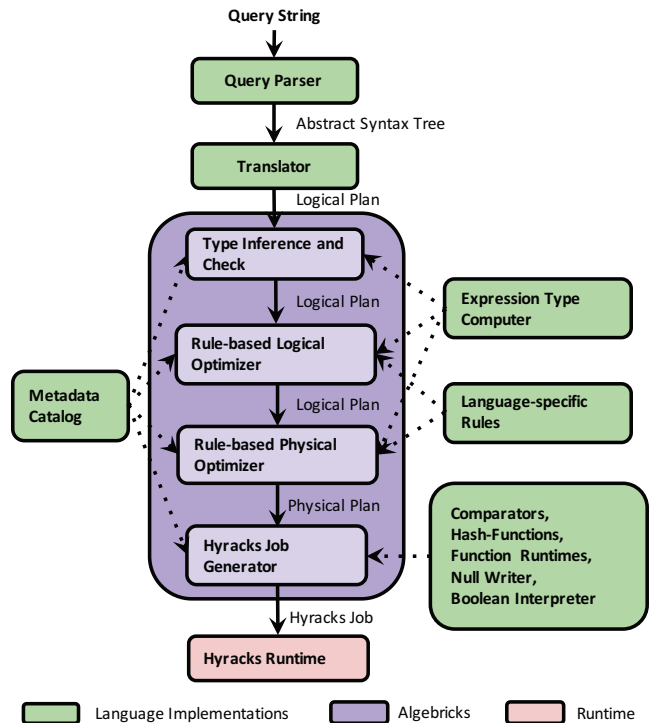 Query String
Query Parser
Abstract Syntax Tree
Translator
Logical Plan
Type Inference and
Check
Logical Plan
Expression Type
Computer
Rule-based Logical
Optimizer
Metadata
Catalog
Logical Plan
Language-specific
Rules
Rule-based Physical
Optimizer
Physical Plan
Comparators,
Hash-Functions,
Function Runtimes,
Null Writer,
Boolean Interpreter
Hyracks Job
Generator
Hyracks Job
Hyracks Runtime
Language Implementations
Algebricks
Runtime